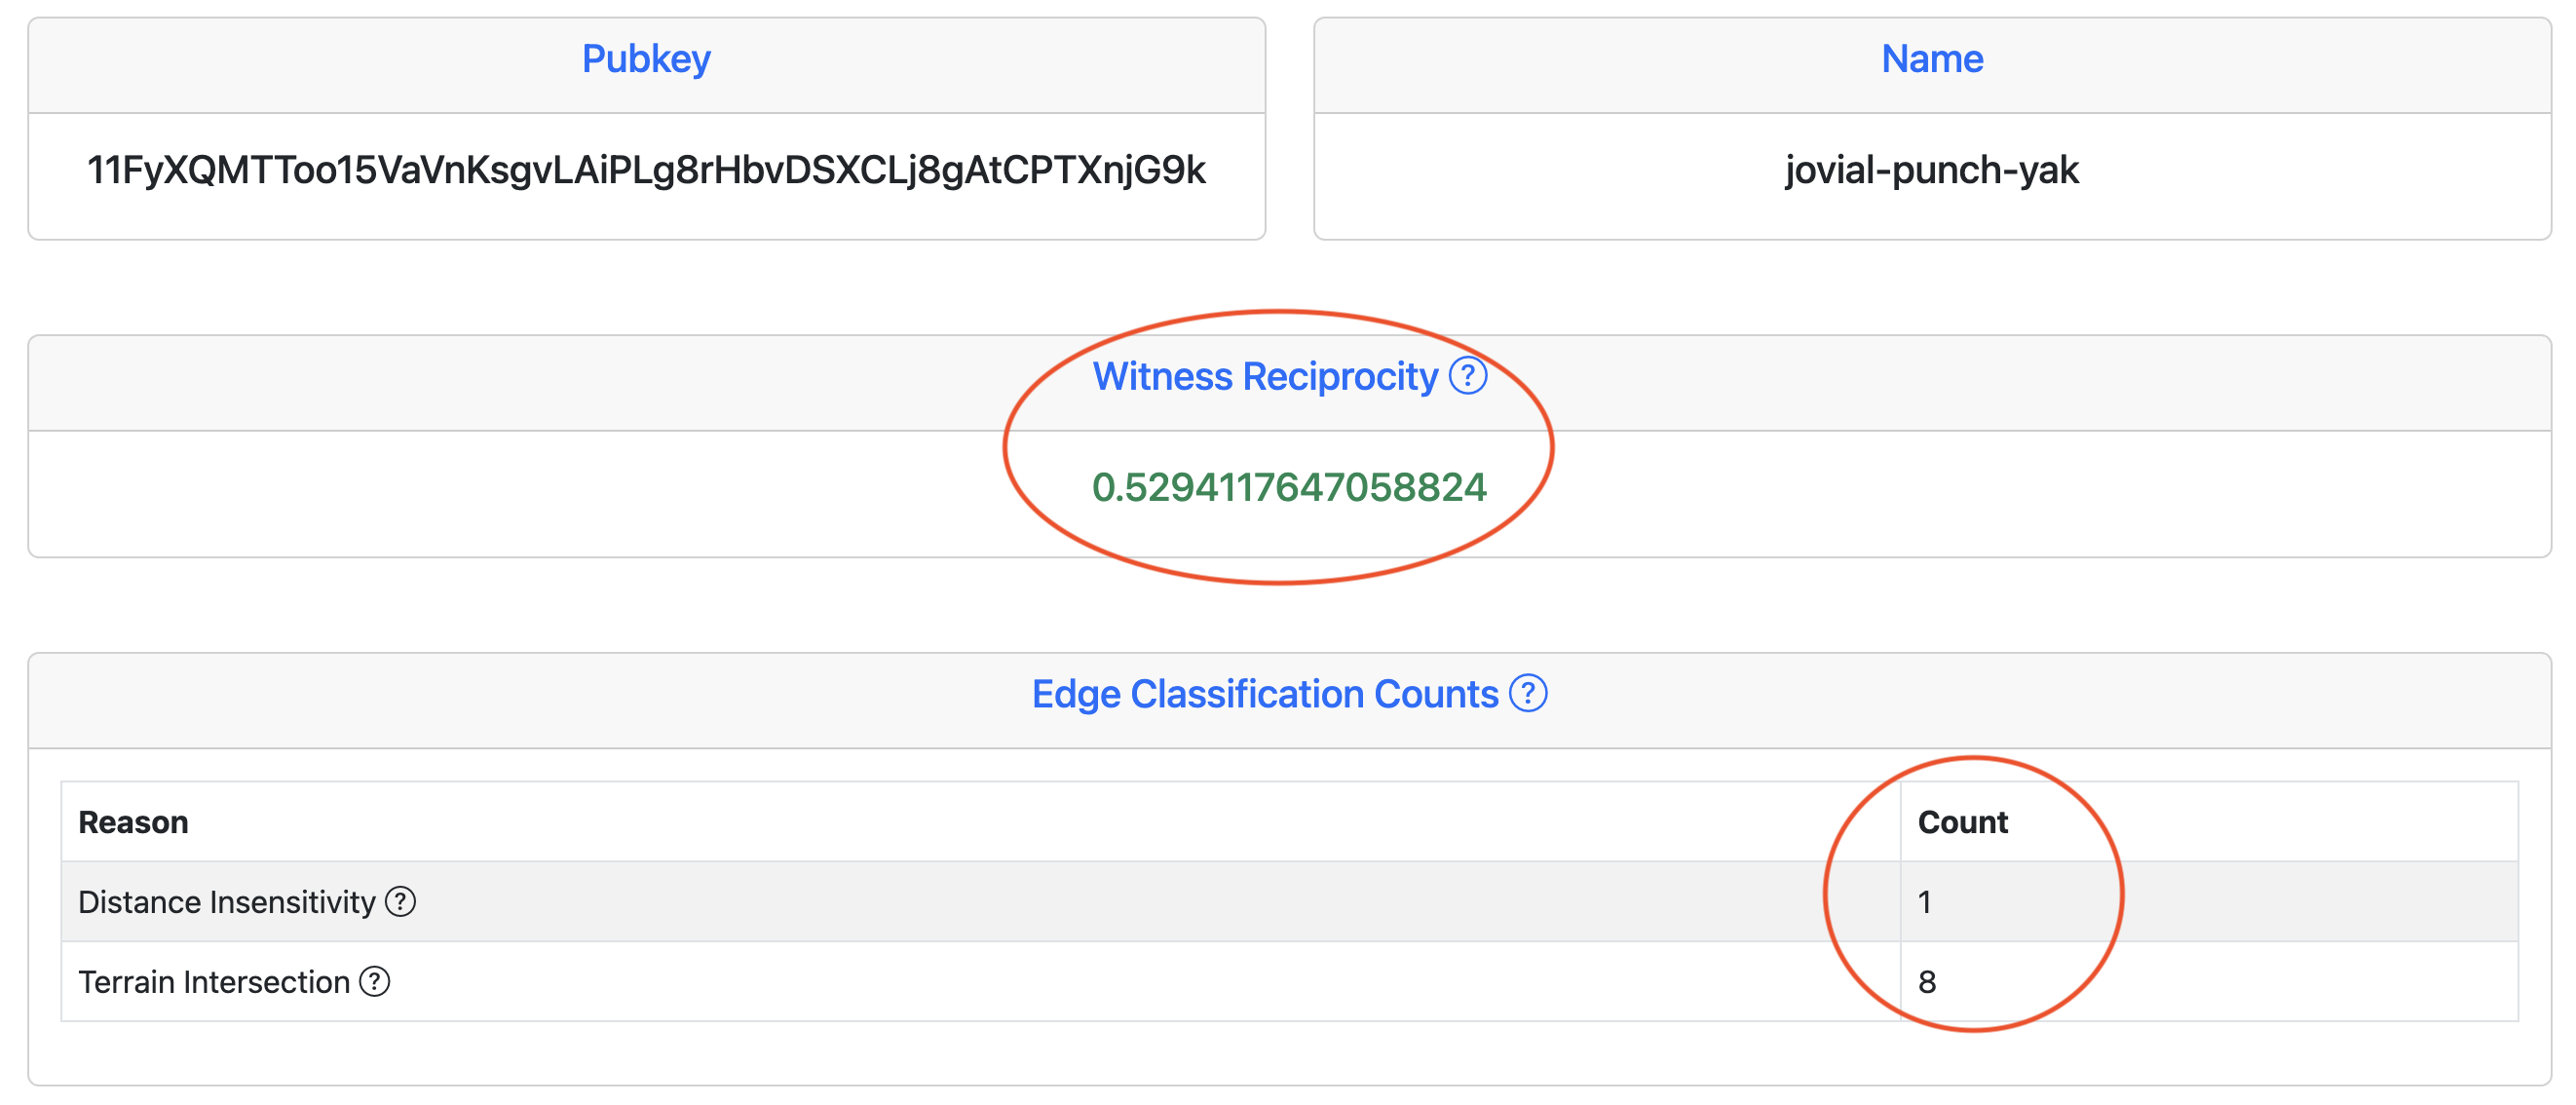 Pubkey
11FyXQMTToo15VaVnKsgvLAiPLg8rHbvDSXCLj8gAtCPTXnjG9k
Name
jovial-punch-yak
Witness Reciprocity ?
0.5294117647058824
Edge Classification Counts ?
Reason Count
Distance Insensitivity ? 1
Terrain Intersection ? 8